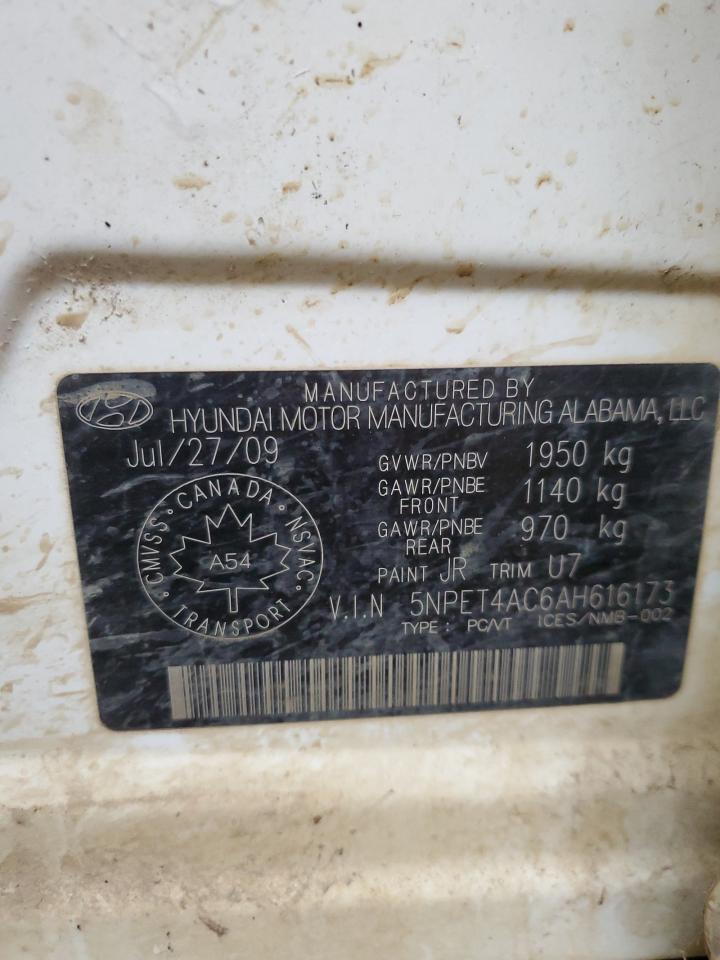 MANUFACTURED BY
HYUNDAI MOTOR MANUFACTURING ALABAMA, LLC
Jul/27/09
GVWR/PNBV 1950 kg
GAWR/PNBE FRONT 1140 kg
GAWR/PNBE REAR 970 kg
PAINT JR TRIM U7
V.I.N 5NPET4AC6AH616173
TYPE: PC/VT ICES/NMB-002
CMVSS ◦ CANADA ◦ NSVAC ◦ TRANSPORT ◦
A54